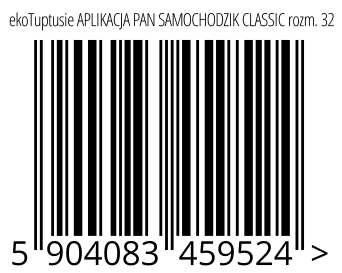 ekoTuptusie APLIKACJA PAN SAMOCHODZIK CLASSIC rozm. 32
5 904083 459524 >